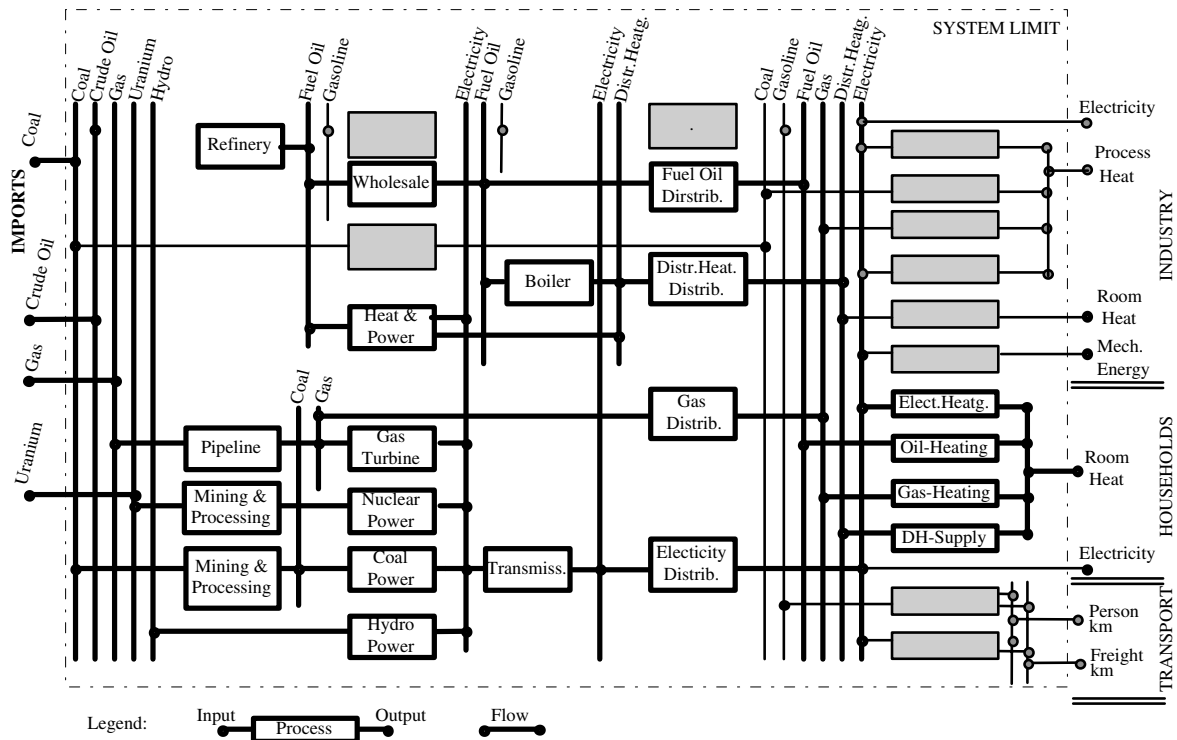 SYSTEM LIMIT
Coal
Crude Oil
Gas
Uranium
Hydro
Fuel Oil
Gasoline
Electricity
Fuel Oil
Gasoline
Electricity
Distr.Heatg.
Coal
Gasoline
Fuel Oil
Gas
Distr.Heatg.
Electricity
IMPORTS
Coal
Crude Oil
Gas
Uranium
Refinery
Wholesale
Fuel Oil
Dirstrib.
Boiler
Distr.Heat.
Distrib.
Heat &
Power
Coal
Gas
Gas
Distrib.
Pipeline
Gas
Turbine
Mining &
Processing
Nuclear
Power
Mining &
Processing
Coal
Power
Transmiss.
Electicity
Distrib.
Hydro
Power
Elect.Heatg.
Oil-Heating
Gas-Heating
DH-Supply
Electricity
Process
Heat
Room
Heat
Mech.
Energy
INDUSTRY
Room
Heat
Electricity
HOUSEHOLDS
Person
km
Freight
km
TRANSPORT
Legend:
Input
Process
Output
Flow